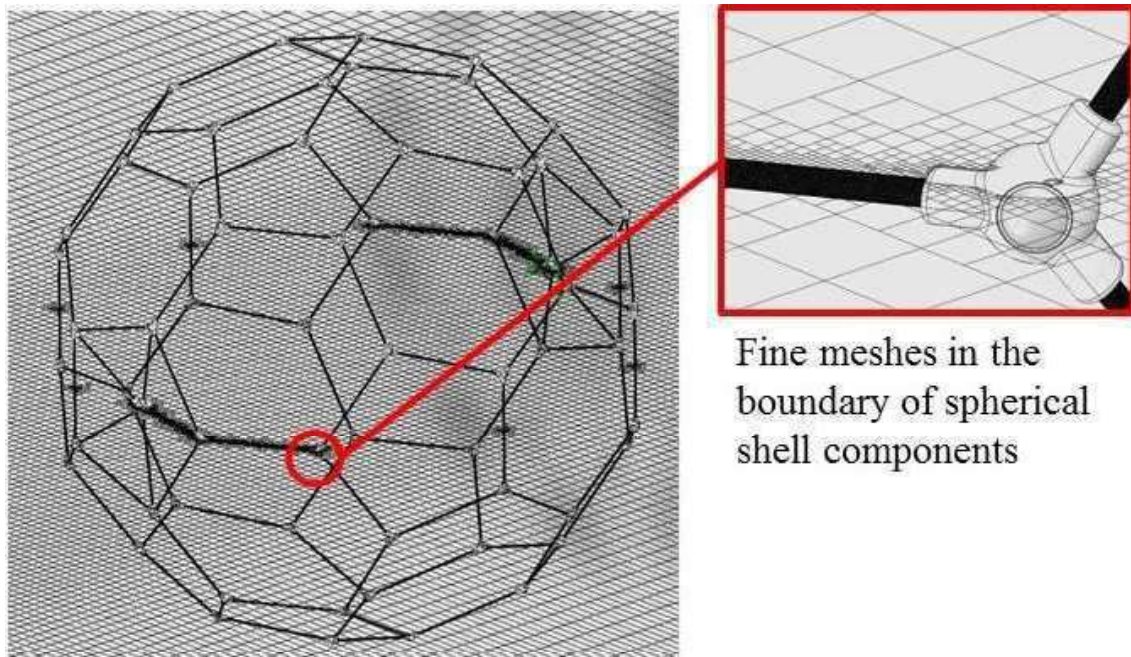 Fine meshes in the
boundary of spherical
shell components